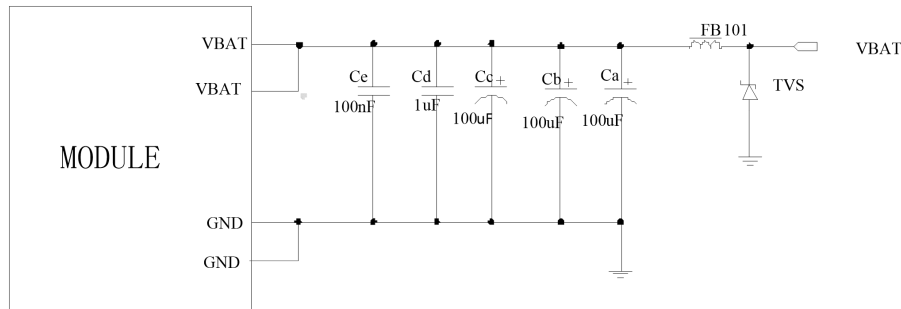 FB101
VBAT
VBAT
VBAT
TVS
Ce
Cd
Cc+
Cb+
Ca+
100nF
1uF
100uF
100uF
100uF
MODULE
GND
GND